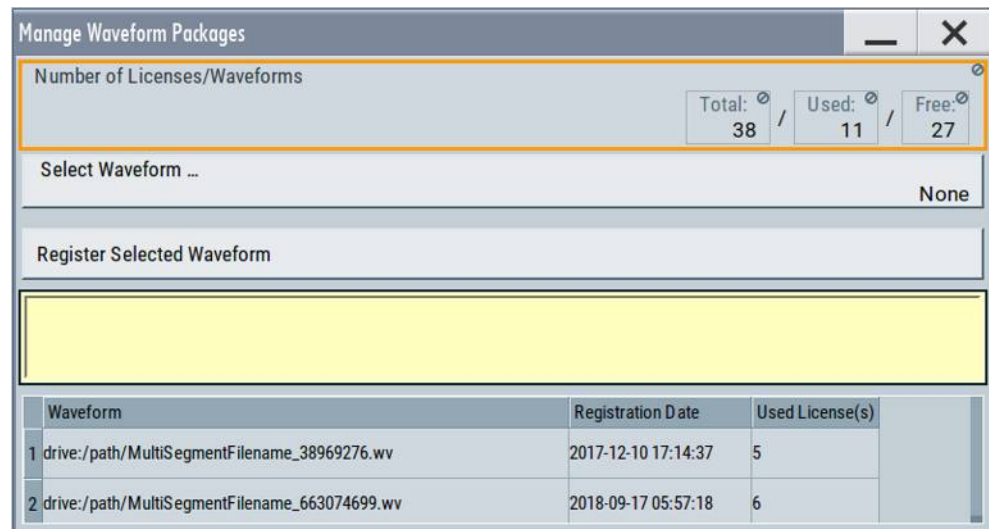 Manage Waveform Packages
Number of Licenses/Waveforms
Total: / Used: / Free:
38 11 27
Select Waveform ...
None
Register Selected Waveform
Waveform Registration Date Used License(s)
1 drive:/path/MultiSegmentFilename_38969276.wv 2017-12-10 17:14:37 5
2 drive:/path/MultiSegmentFilename_663074699.wv 2018-09-17 05:57:18 6